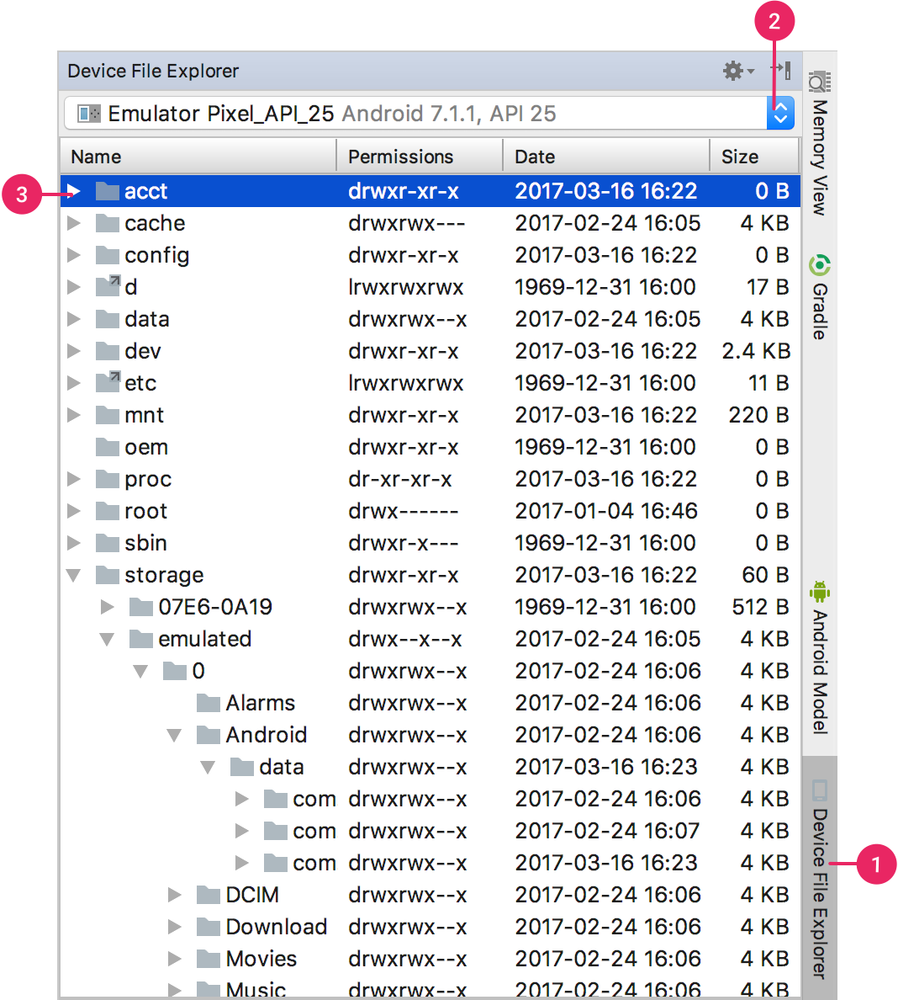 2
Device File Explorer
Emulator Pixel_API_25 Android 7.1.1, API 25
Name Permissions Date Size
3
acct drwxr-xr-x 2017-03-16 16:22 0 B
cache drwxrwx--- 2017-02-24 16:05 4 KB
config drwxr-xr-x 2017-03-16 16:22 0 B
d lrwxrwxrwx 1969-12-31 16:00 17 B
data drwxrwx--x 2017-02-24 16:05 4 KB
dev drwxr-xr-x 2017-03-16 16:22 2.4 KB
etc lrwxrwxrwx 1969-12-31 16:00 11 B
mnt drwxr-xr-x 2017-03-16 16:22 220 B
oem drwxr-xr-x 1969-12-31 16:00 0 B
proc dr-xr-xr-x 2017-03-16 16:22 0 B
root drwx------ 2017-01-04 16:46 0 B
sbin drwxr-x--- 1969-12-31 16:00 0 B
storage drwxr-xr-x 2017-03-16 16:22 60 B
07E6-0A19 drwxrwx--x 1969-12-31 16:00 512 B
emulated drwx--x--x 2017-02-24 16:05 4 KB
0 drwxrwx--x 2017-02-24 16:06 4 KB
Alarms drwxrwx--x 2017-02-24 16:06 4 KB
Android drwxrwx--x 2017-02-24 16:06 4 KB
data drwxrwx--x 2017-03-16 16:23 4 KB
com drwxrwx--x 2017-02-24 16:06 4 KB
com drwxrwx--x 2017-02-24 16:07 4 KB
com drwxrwx--x 2017-03-16 16:23 4 KB
DCIM drwxrwx--x 2017-02-24 16:06 4 KB
Download drwxrwx--x 2017-02-24 16:06 4 KB
Movies drwxrwx--x 2017-02-24 16:06 4 KB
Music drwxrwx--x 2017-02-24 16:06 4 KB
Memory View
Gradle
Android Model
Device File Explorer
1